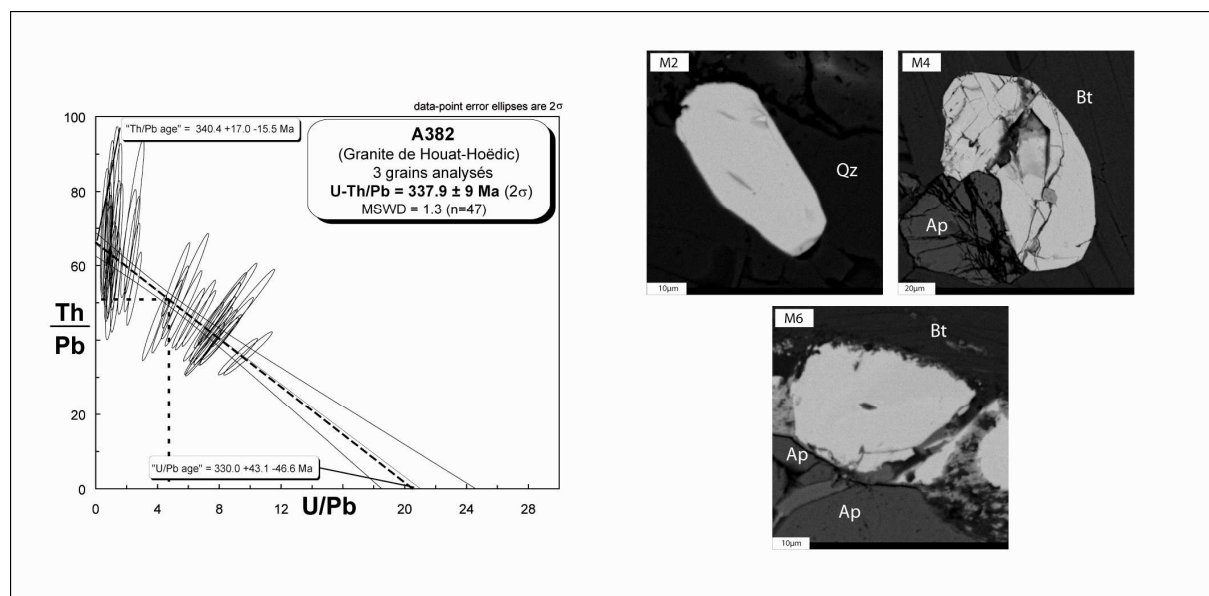 data-point error ellipses are 2σ
100
80
60
40
20
0
Th
Pb
"Th/Pb age" = 340.4 +17.0 -15.5 Ma
A382
(Granite de Houat-Hoëdic)
3 grains analysés
U-Th/Pb = 337.9 ± 9 Ma (2σ)
MSWD = 1.3 (n=47)
"U/Pb age" = 330.0 +43.1 -46.6 Ma
0 4 8 12 16 20 24 28
U/Pb
M2
Qz
10µm
M4
Bt
Ap
20µm
M6
Bt
Ap
Ap
10µm